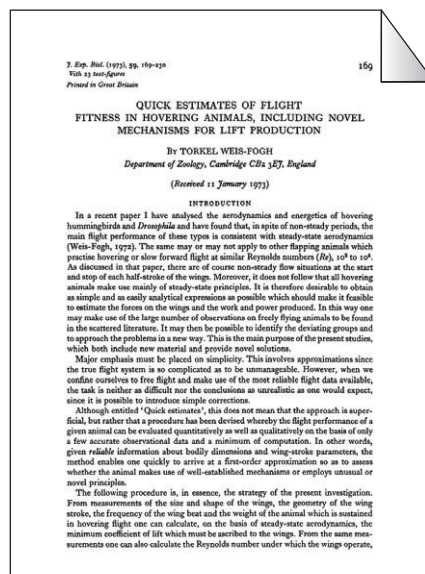 J. Exp. Biol. (1973), 59, 169-230
With 23 text-figures
Printed in Great Britain
169
QUICK ESTIMATES OF FLIGHT
FITNESS IN HOVERING ANIMALS, INCLUDING NOVEL
MECHANISMS FOR LIFT PRODUCTION
BY TORKEL WEIS-FOGH
Department of Zoology, Cambridge CB2 3EJ, England
(Received 11 January 1973)
INTRODUCTION
In a recent paper I have analysed the aerodynamics and energetics of hovering
hummingbirds and Drosophila and have found that, in spite of non-steady periods, the
main flight performance of these types is consistent with steady-state aerodynamics
(Weis-Fogh, 1972). The same may or may not apply to other flapping animals which
practise hovering or slow forward flight at similar Reynolds numbers (Re), 10² to 10⁴.
As discussed in that paper, there are of course non-steady flow situations at the start
and stop of each half-stroke of the wings. Moreover, it does not follow that all hovering
animals make use mainly of steady-state principles. It is therefore desirable to obtain
as simple and as easily analytical expressions as possible which should make it feasible
to estimate the forces on the wings and the work and power produced. In this way one
may make use of the large number of observations on freely flying animals to be found
in the scattered literature. It may then be possible to identify the deviating groups and
to approach the problems in a new way. This is the main purpose of the present studies,
which both include new material and provide novel solutions.
Major emphasis must be placed on simplicity. This involves approximations since
the true flight system is so complicated as to be unmanageable. However, when we
confine ourselves to free flight and make use of the most reliable flight data available,
the task is neither as difficult nor the conclusions as unrealistic as one would expect,
since it is possible to introduce simple corrections.
Although entitled 'Quick estimates', this does not mean that the approach is super-
ficial, but rather that a procedure has been devised whereby the flight performance of a
given animal can be evaluated quantitatively as well as qualitatively on the basis of only
a few accurate observational data and a minimum of computation. In other words,
given reliable information about bodily dimensions and wing-stroke parameters, the
method enables one quickly to arrive at a first-order approximation so as to assess
whether the animal makes use of well-established mechanisms or employs unusual or
novel principles.
The following procedure is, in essence, the strategy of the present investigation.
From measurements of the size and shape of the wings, the geometry of the wing
stroke, the frequency of the wing beat and the weight of the animal which is sustained
in hovering flight one can calculate, on the basis of steady-state aerodynamics, the
minimum coefficient of lift which must be ascribed to the wings. From the same mea-
surements one can also calculate the Reynolds number under which the wings operate,